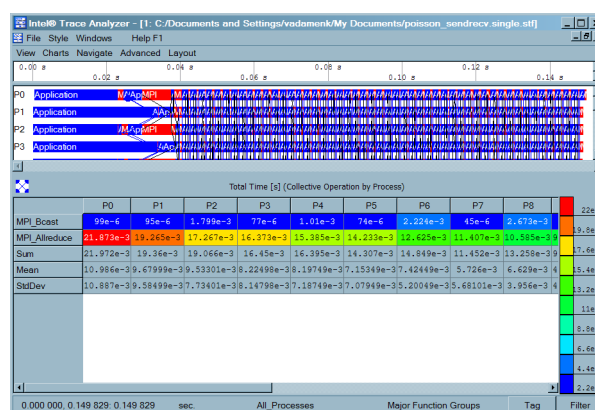 Intel® Trace Analyzer - [1: C:/Documents and Settings/vadamenk/My Documents/poisson_sendrecv.single.stf]
File Style Windows Help F1
View Charts Navigate Advanced Layout
0.00 s 0.04 s 0.08 s 0.12 s
0.02 s 0.06 s 0.10 s 0.14 s
P0 Application MPI
P1 Application
P2 Application MPI
P3 Application
Total Time [s] (Collective Operation by Process)
P0 P1 P2 P3 P4 P5 P6 P7 P8
MPI_Bcast 99e-6 95e-6 1.799e-3 77e-6 1.01e-3 74e-6 2.224e-3 45e-6 2.673e-3
MPI_Allreduce 21.873e-3 19.265e-3 17.267e-3 16.373e-3 15.385e-3 14.233e-3 12.625e-3 11.407e-3 10.585e-3 9
Sum 21.972e-3 19.36e-3 19.066e-3 16.45e-3 16.395e-3 14.307e-3 14.849e-3 11.452e-3 13.258e-3 9
Mean 10.986e-3 9.67999e-3 9.53301e-3 8.22498e-3 8.19749e-3 7.15349e-3 7.42449e-3 5.726e-3 6.629e-3 4
StdDev 10.887e-3 9.58499e-3 7.73401e-3 8.14798e-3 7.18749e-3 7.07949e-3 5.20049e-3 5.68101e-3 3.956e-3 4
22e
19.8e
17.6e
15.4e
13.2e
11e
8.8e
6.6e
4.4e
2.2e
0.000 000, 0.149 829: 0.149 829 sec. All_Processes Major Function Groups Tag Filter